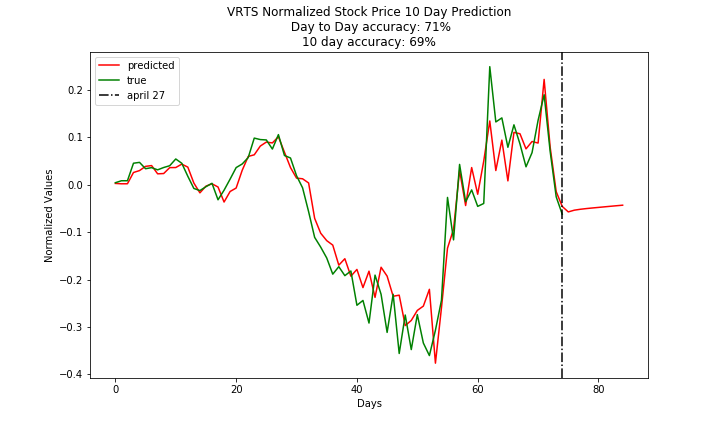 VRTS Normalized Stock Price 10 Day Prediction
Day to Day accuracy: 71%
10 day accuracy: 69%
predicted
true
april 27
Normalized Values
0.2
0.1
0.0
−0.1
−0.2
−0.3
−0.4
0 20 40 60 80
Days